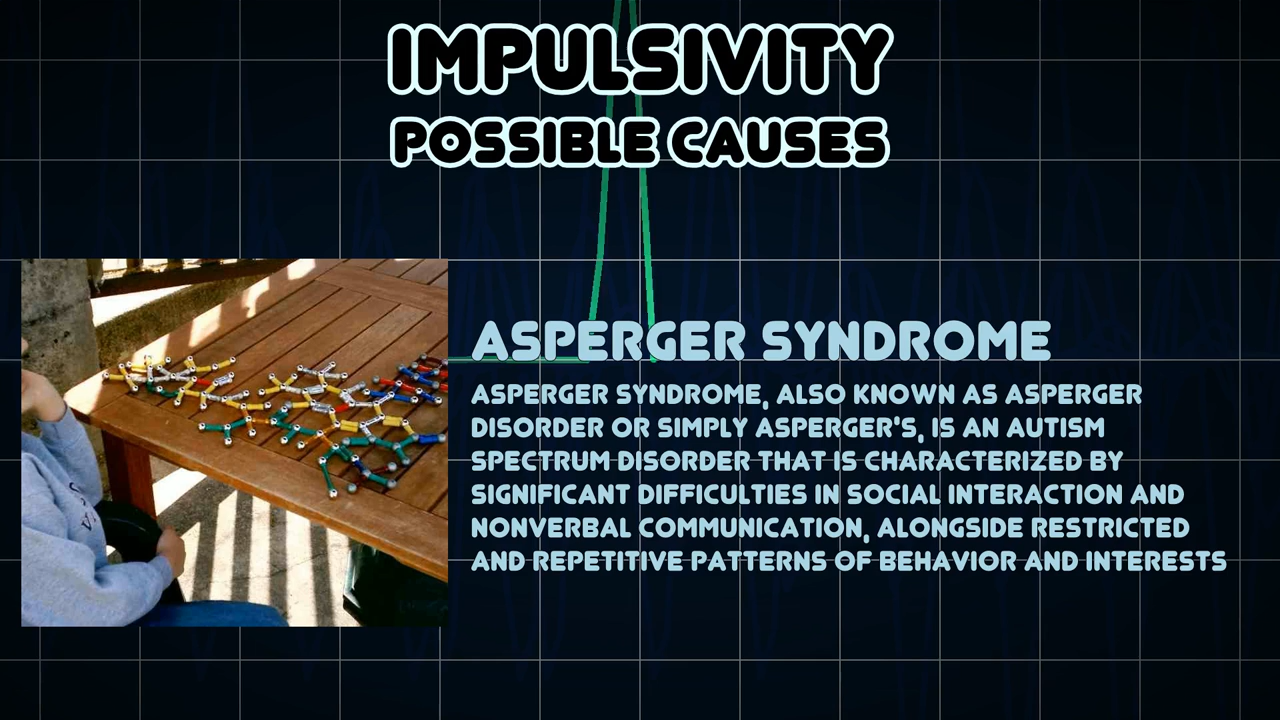 IMPULSIVITY
POSSIBLE CAUSES
ASPERGER SYNDROME
ASPERGER SYNDROME, ALSO KNOWN AS ASPERGER
DISORDER OR SIMPLY ASPERGER'S, IS AN AUTISM
SPECTRUM DISORDER THAT IS CHARACTERIZED BY
SIGNIFICANT DIFFICULTIES IN SOCIAL INTERACTION AND
NONVERBAL COMMUNICATION, ALONGSIDE RESTRICTED
AND REPETITIVE PATTERNS OF BEHAVIOR AND INTERESTS